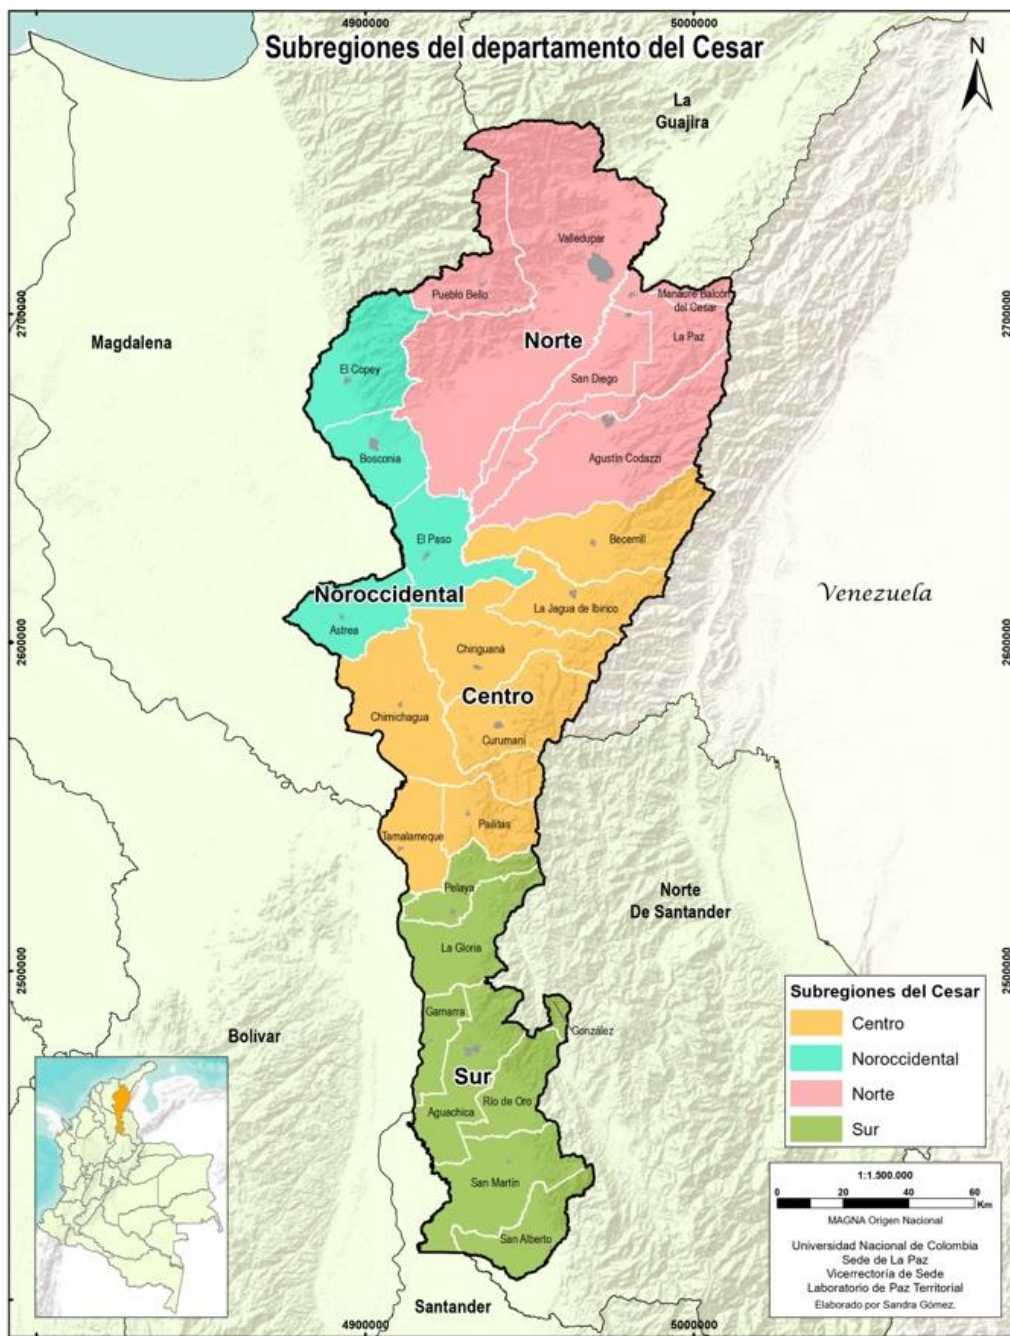 4900000
5000000
Subregiones del departamento del Cesar
N
La
Guajira
Valledupar
2700000
2700000
Pueblo Bello
Manaure Balcón
del Cesar
Magdalena
Norte
La Paz
El Copey
San Diego
Bosconia
Agustín Codazzi
El Paso
Becerril
Noroccidental
Venezuela
La Jagua de Ibirico
Astrea
2600000
2600000
Chiriguaná
Centro
Chimichagua
Curumaní
Pailitas
Tamalameque
Pelaya
Norte
De Santander
La Gloria
2500000
2500000
Gamarra
González
Bolívar
Sur
Río de Oro
Aguachica
San Martín
San Alberto
Santander
Subregiones del Cesar
Centro
Noroccidental
Norte
Sur
1:1.500.000
0 20 40 60
Km
MAGNA Origen Nacional
Universidad Nacional de Colombia
Sede de La Paz
Vicerrectoría de Sede
Laboratorio de Paz Territorial
Elaborado por Sandra Gómez.
4900000
5000000